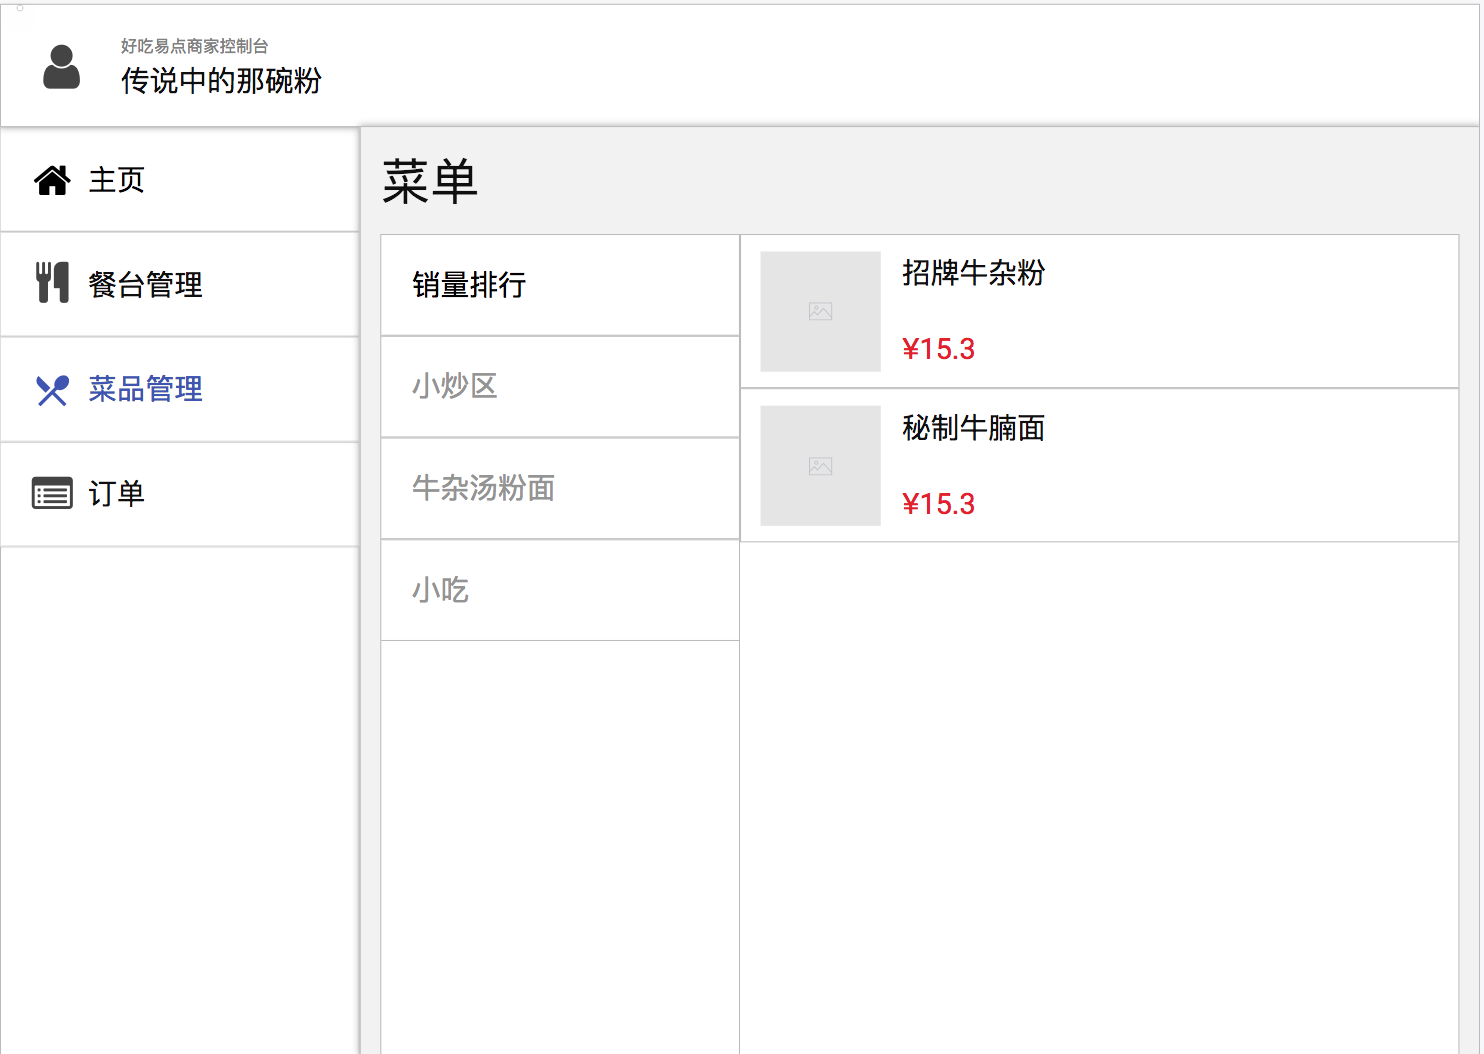 好吃易点商家控制台
传说中的那碗粉
主页
餐台管理
菜品管理
订单
菜单
销量排行
小炒区
牛杂汤粉面
小吃
招牌牛杂粉
¥15.3
秘制牛腩面
¥15.3